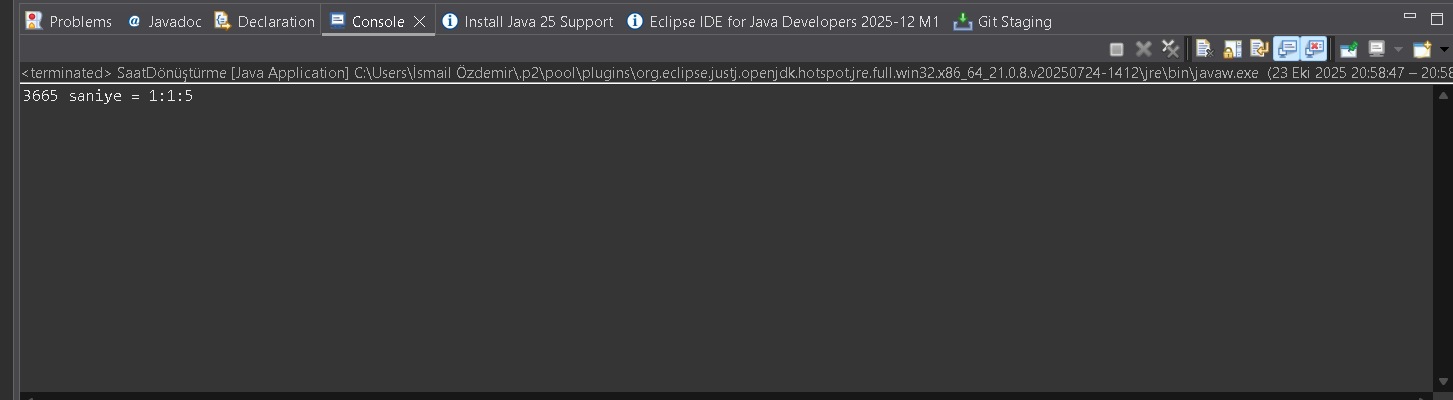 Problems Javadoc Declaration Console Install Java 25 Support Eclipse IDE for Java Developers 2025-12 M1 Git Staging
<terminated> SaatDönüştürme [Java Application] C:\Users\İsmail Özdemir\.p2\pool\plugins\org.eclipse.justj.openjdk.hotspot.jre.full.win32.x86_64_21.0.8.v20250724-1412\jre\bin\javaw.exe (23 Eki 2025 20:58:47 – 20:58
3665 saniye = 1:1:5